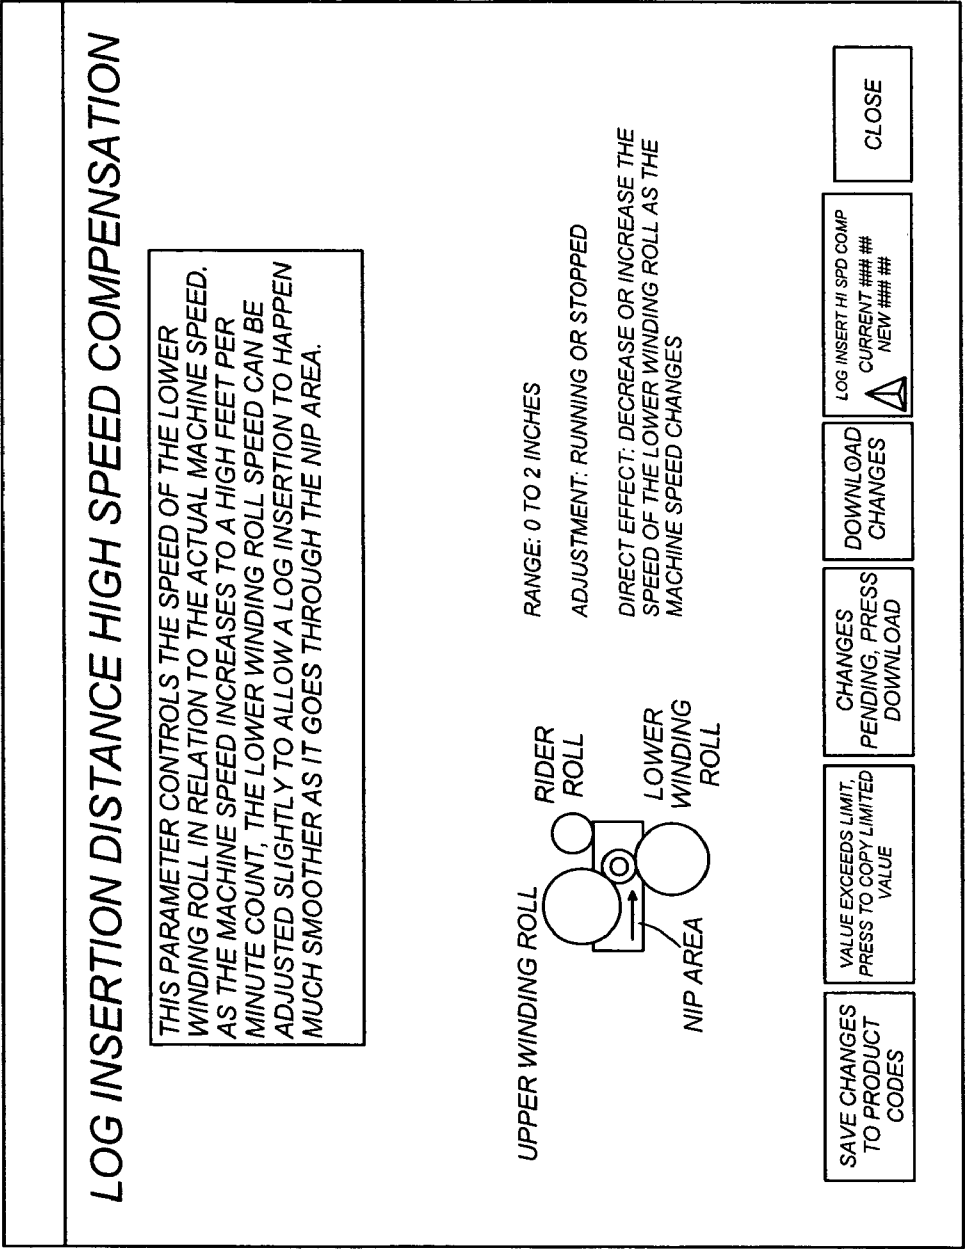 LOG INSERTION DISTANCE HIGH SPEED COMPENSATION
THIS PARAMETER CONTROLS THE SPEED OF THE LOWER
WINDING ROLL IN RELATION TO THE ACTUAL MACHINE SPEED.
AS THE MACHINE SPEED INCREASES TO A HIGH FEET PER
MINUTE COUNT, THE LOWER WINDING ROLL SPEED CAN BE
ADJUSTED SLIGHTLY TO ALLOW A LOG INSERTION TO HAPPEN
MUCH SMOOTHER AS IT GOES THROUGH THE NIP AREA.
UPPER WINDING ROLL
RIDER
ROLL
LOWER
WINDING
ROLL
NIP AREA
RANGE: 0 TO 2 INCHES
ADJUSTMENT: RUNNING OR STOPPED
DIRECT EFFECT: DECREASE OR INCREASE THE
SPEED OF THE LOWER WINDING ROLL AS THE
MACHINE SPEED CHANGES
SAVE CHANGES
TO PRODUCT
CODES
VALUE EXCEEDS LIMIT,
PRESS TO COPY LIMITED
VALUE
CHANGES
PENDING, PRESS
DOWNLOAD
DOWNLOAD
CHANGES
LOG INSERT HI SPD COMP
CURRENT ### ##
NEW ### ##
CLOSE